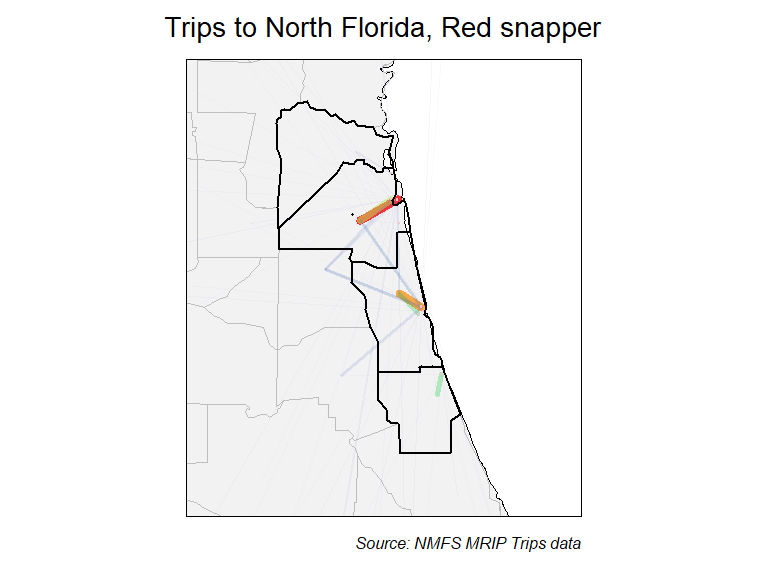 Trips to North Florida, Red snapper
Source: NMFS MRIP Trips data